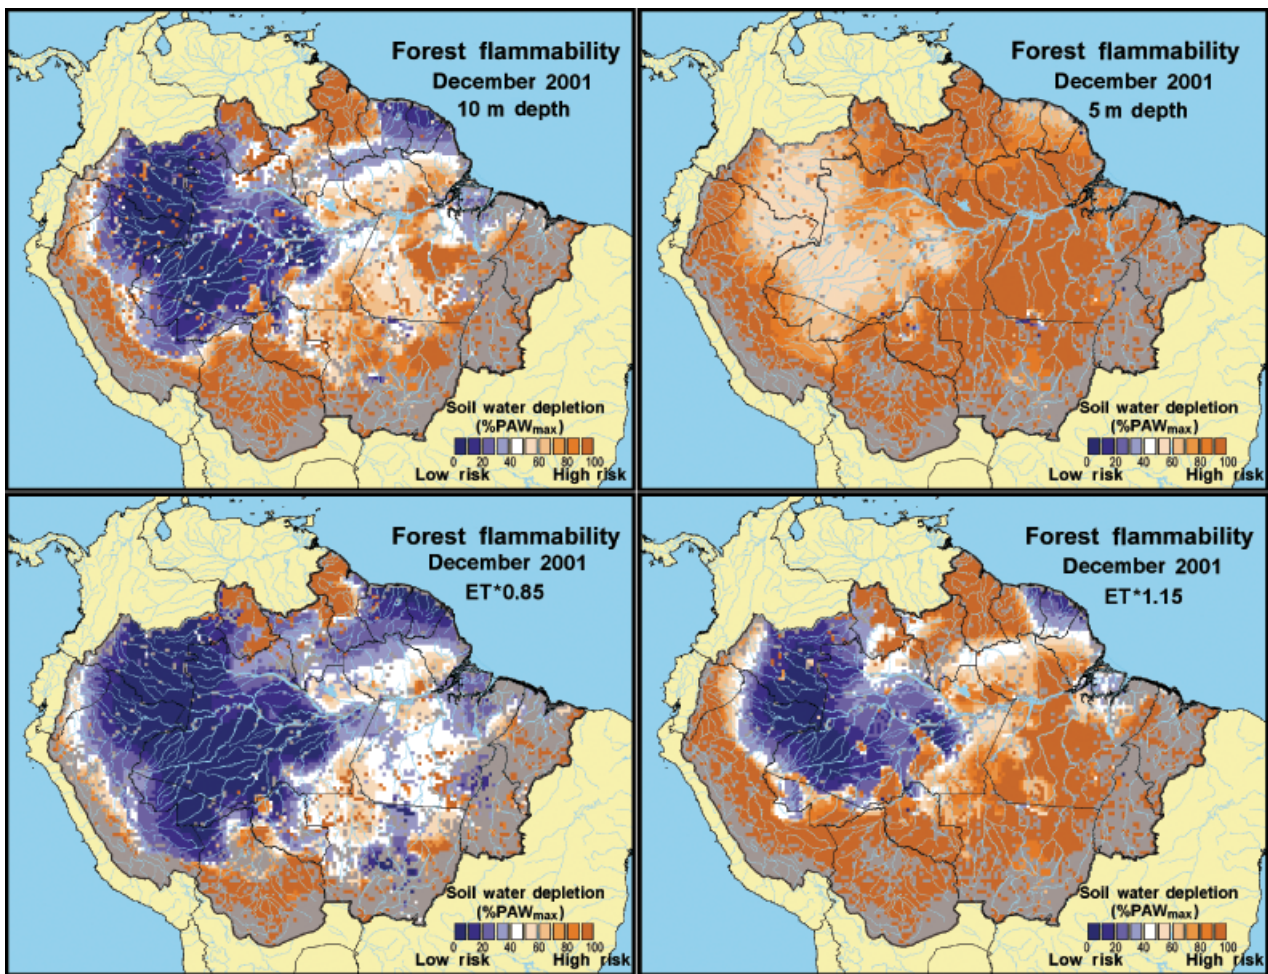 Forest flammability
December 2001
10 m depth
Soil water depletion
(%PAWmax)
0 20 40 60 80 100
Low risk High risk
Forest flammability
December 2001
5 m depth
Soil water depletion
(%PAWmax)
0 20 40 60 80 100
Low risk High risk
Forest flammability
December 2001
ET*0.85
Soil water depletion
(%PAWmax)
0 20 40 60 80 100
Low risk High risk
Forest flammability
December 2001
ET*1.15
Soil water depletion
(%PAWmax)
0 20 40 60 80 100
Low risk High risk